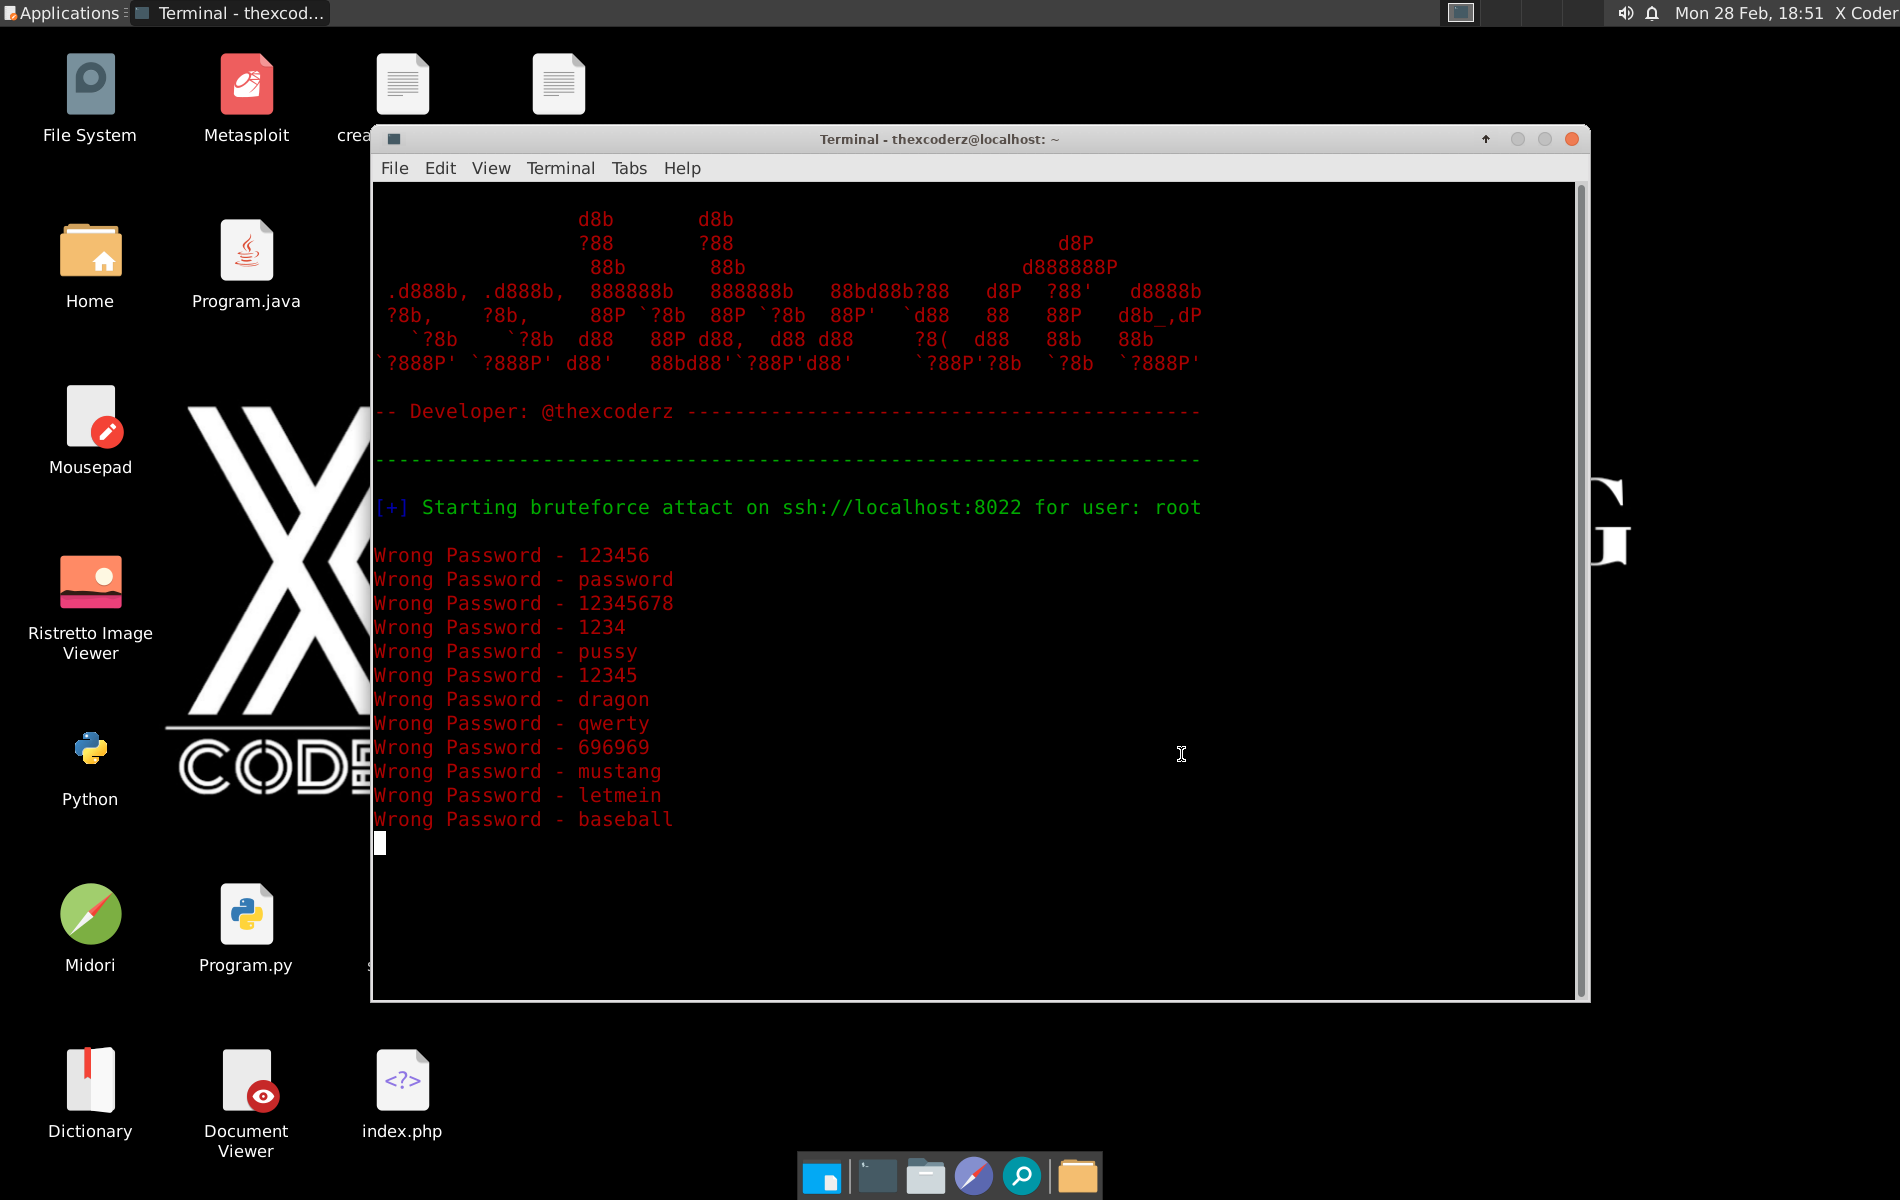 Applications
Terminal - thexcod...
Mon 28 Feb, 18:51
X Coder
File System
Metasploit
crea
Home
Program.java
Mousepad
Ristretto Image
Viewer
Python
Midori
Program.py
Dictionary
Document
Viewer
index.php
CODE
G
Terminal - thexcoderz@localhost: ~
File Edit View Terminal Tabs Help
                 d8b       d8b
                 ?88       ?88                           d8P
                  88b       88b                       d888888P
 .d888b, .d888b,  888888b   888888b   88bd88b?88   d8P  ?88'   d8888b
 ?8b,    ?8b,     88P `?8b  88P `?8b  88P'  `d88   88   88P   d8b_,dP
   `?8b    `?8b  d88   88P d88,  d88 d88     ?8(  d88   88b   88b
`?888P' `?888P' d88'   88bd88'`?88P'd88'     `?88P'?8b  `?8b  `?888P'
-- Developer: @thexcoderz -------------------------------------------
---------------------------------------------------------------------
[+] Starting bruteforce attact on ssh://localhost:8022 for user: root
Wrong Password - 123456
Wrong Password - password
Wrong Password - 12345678
Wrong Password - 1234
Wrong Password - pussy
Wrong Password - 12345
Wrong Password - dragon
Wrong Password - qwerty
Wrong Password - 696969
Wrong Password - mustang
Wrong Password - letmein
Wrong Password - baseball